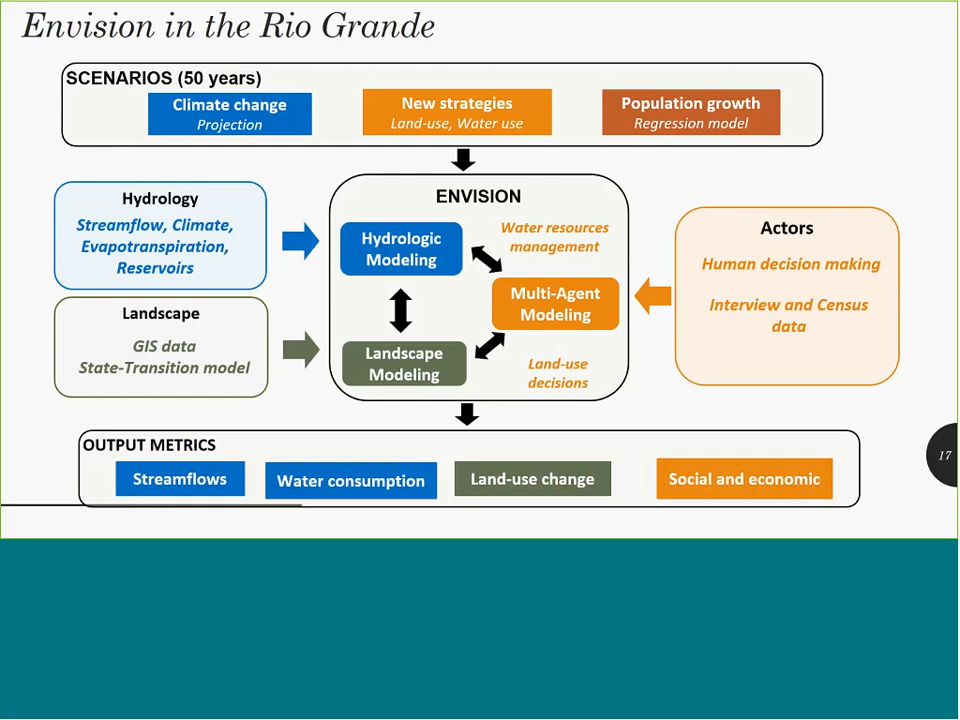 Envision in the Rio Grande
SCENARIOS (50 years)
Climate change
Projection
New strategies
Land-use, Water use
Population growth
Regression model
Hydrology
Streamflow, Climate,
Evapotranspiration,
Reservoirs
Landscape
GIS data
State-Transition model
ENVISION
Hydrologic
Modeling
Water resources
management
Multi-Agent
Modeling
Landscape
Modeling
Land-use
decisions
Actors
Human decision making
Interview and Census
data
OUTPUT METRICS
Streamflows
Water consumption
Land-use change
Social and economic
17